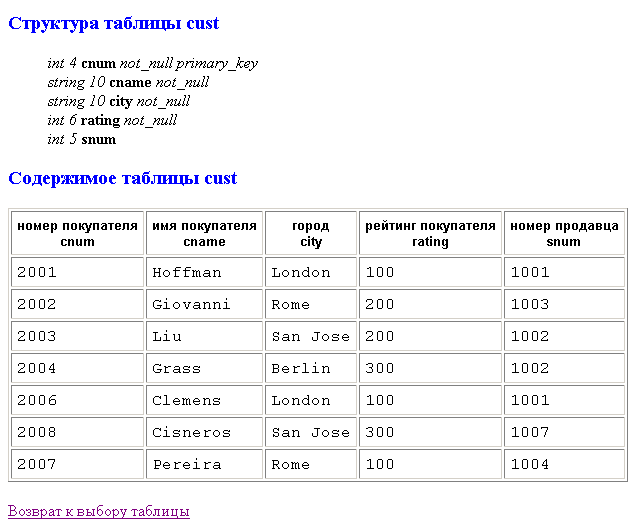 Структура таблицы cust
int 4 cnum not_null primary_key
string 10 cname not_null
string 10 city not_null
int 6 rating not_null
int 5 snum
Содержимое таблицы cust
номер покупателя имя покупателя город рейтинг покупателя номер продавца
cnum cname city rating snum
2001 Hoffman London 100 1001
2002 Giovanni Rome 200 1003
2003 Liu San Jose 200 1002
2004 Grass Berlin 300 1002
2006 Clemens London 100 1001
2008 Cisneros San Jose 300 1007
2007 Pereira Rome 100 1004
Возврат к выбору таблицы